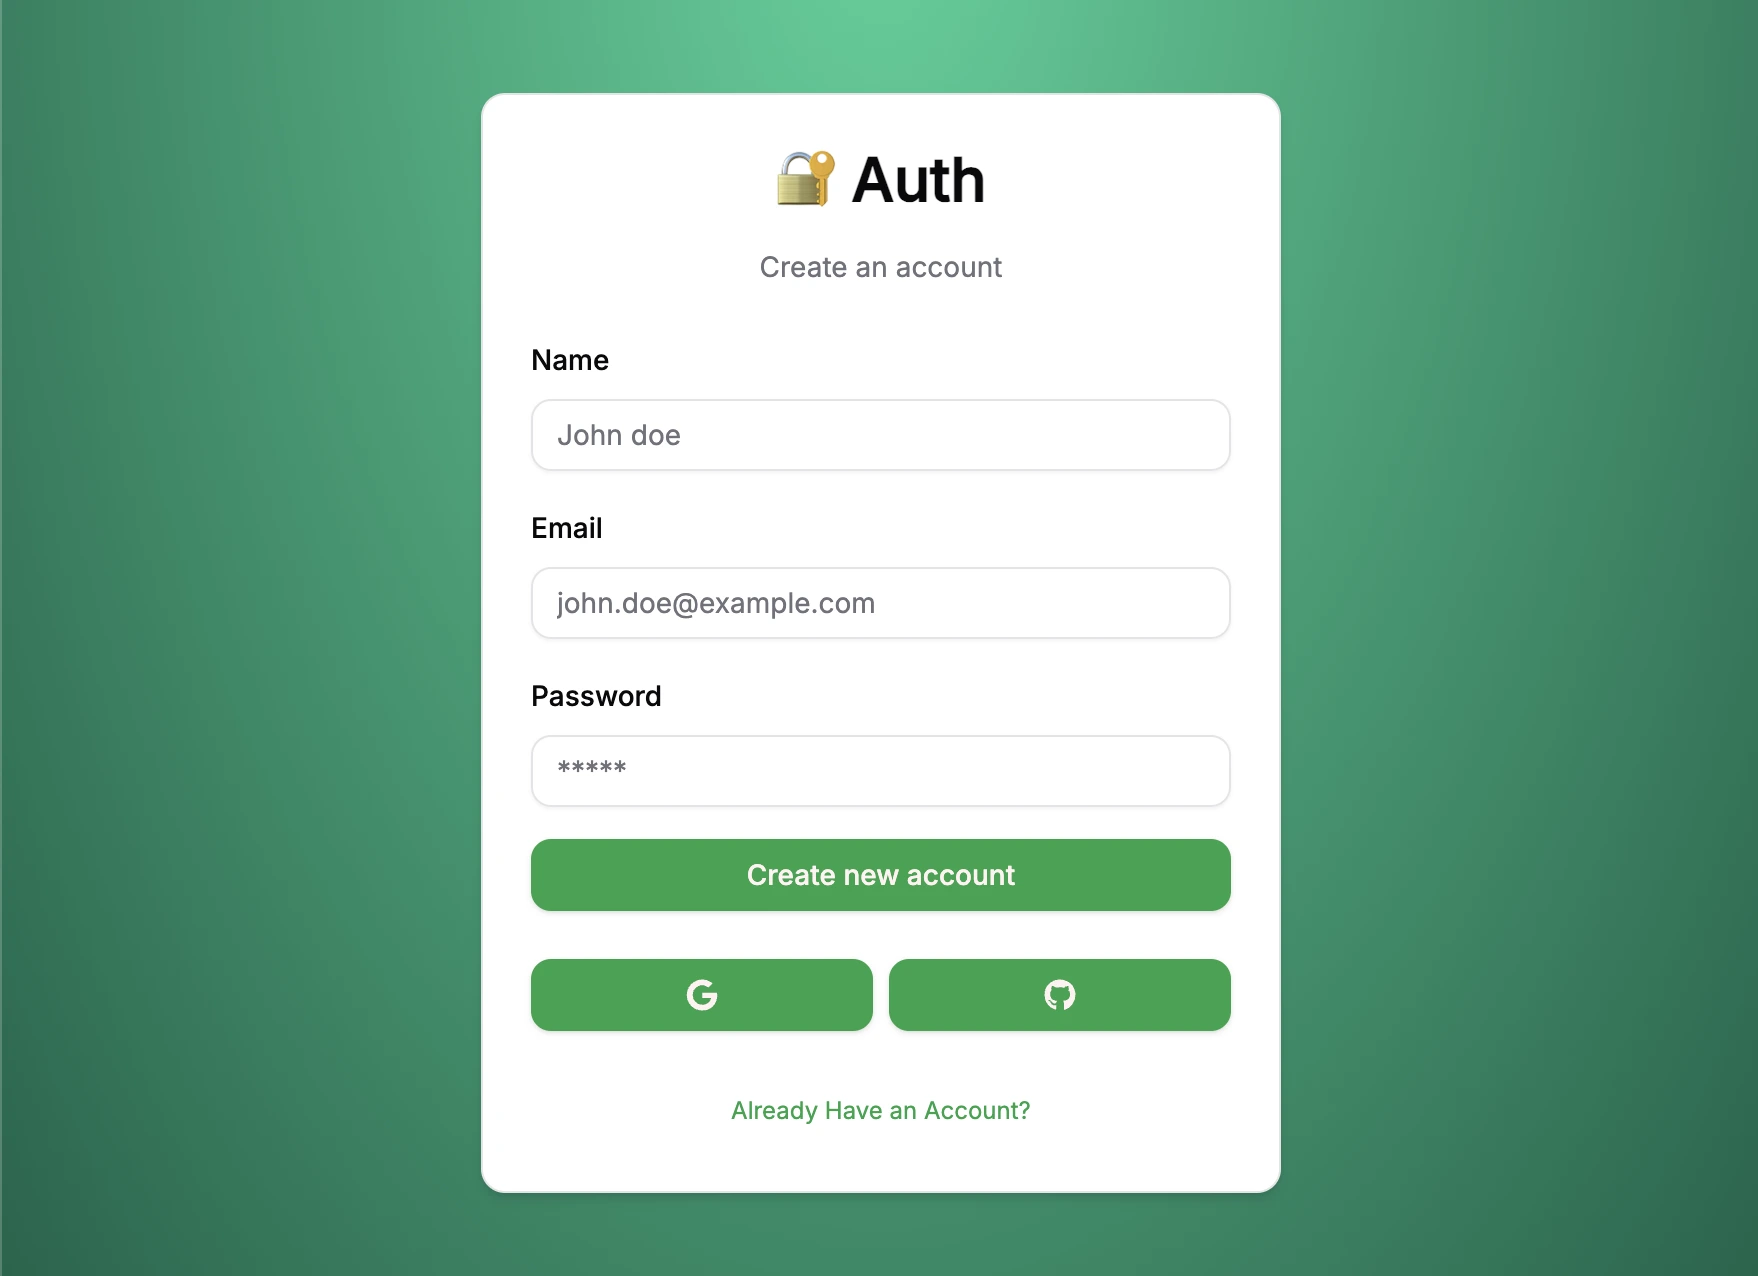 🔐 Auth
Create an account
Name
John doe
Email
john.doe@example.com
Password
*****
Create new account
Already Have an Account?